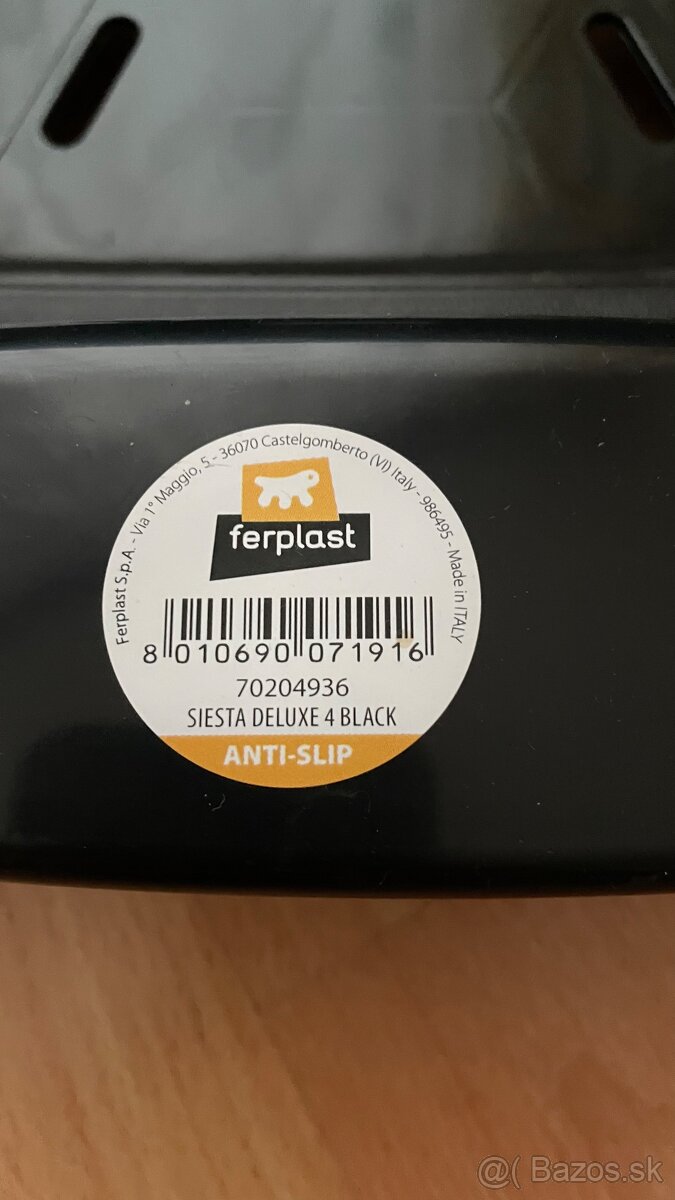 Ferplast S.p.A. - Via 1° Maggio, 5 - 36070 Castelgomberto (VI) Italy - 986495 - Made in ITALY
ferplast
8 010690 071916
70204936
SIESTA DELUXE 4 BLACK
ANTI-SLIP
@( Bazos.sk